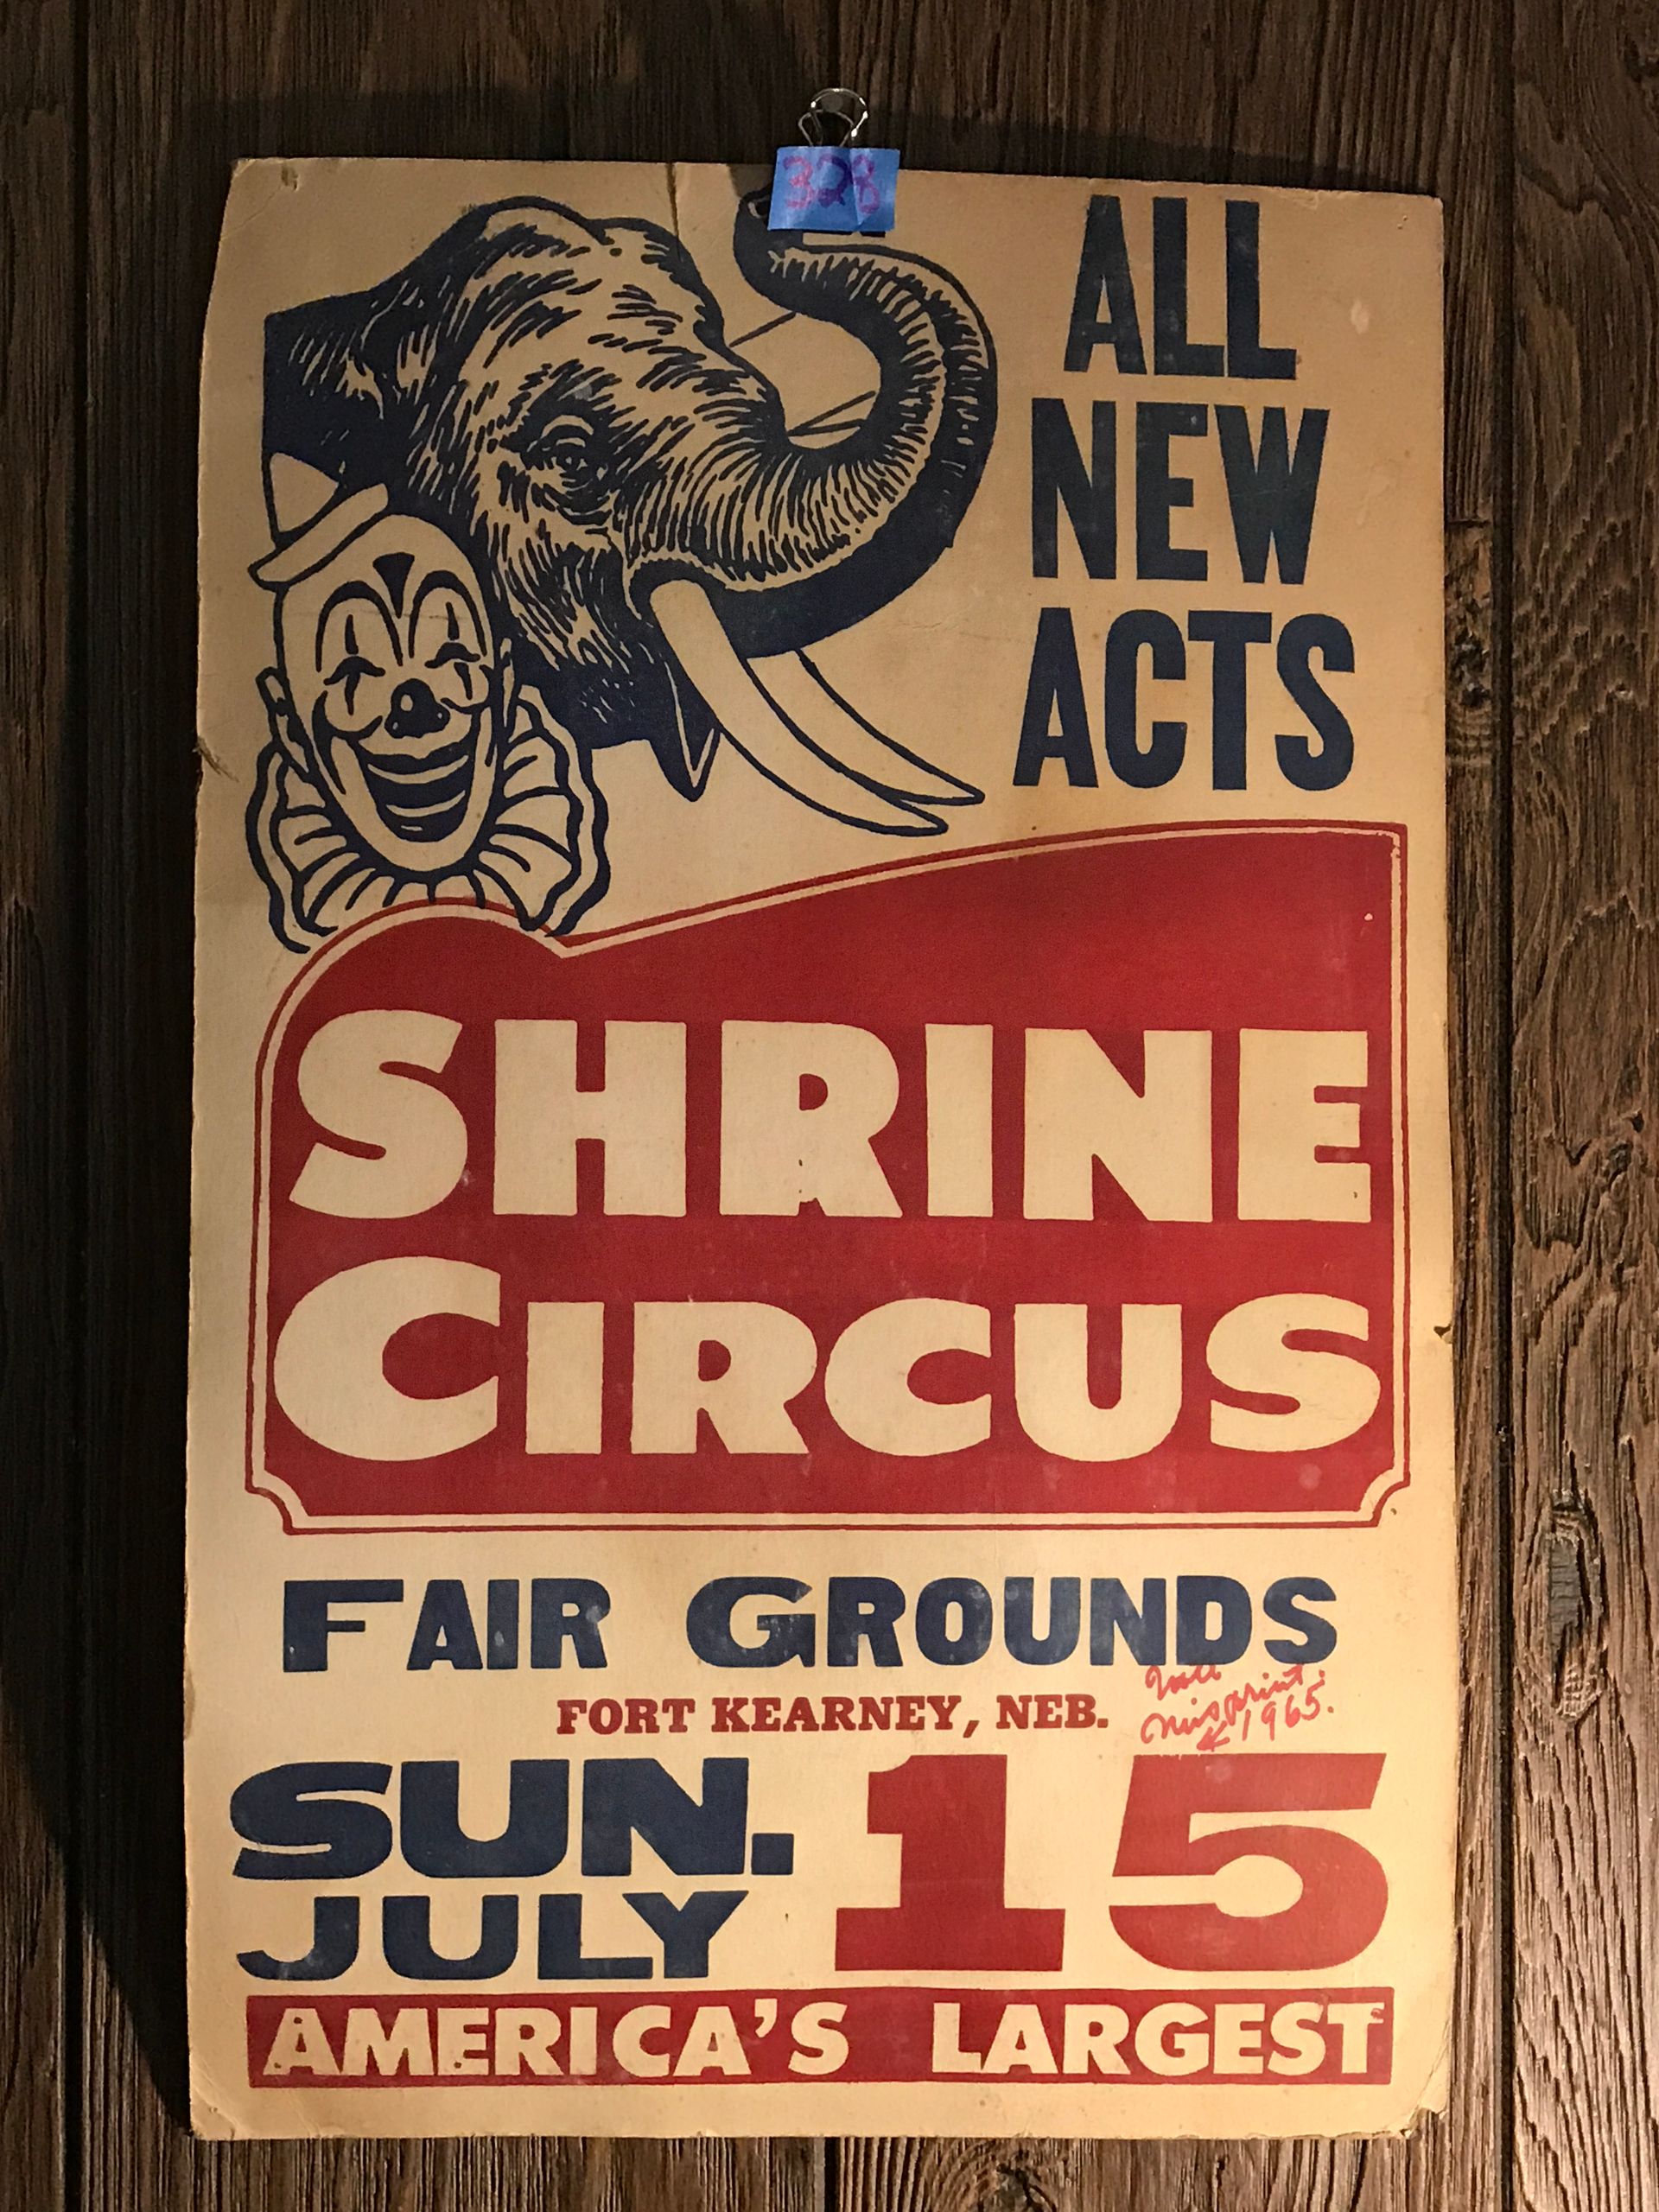 328
ALL
NEW
ACTS
SHRINE
CIRCUS
FAIR GROUNDS
FORT KEARNEY, NEB.
misprint.
1965.
SUN.
JULY
15
AMERICA'S LARGEST